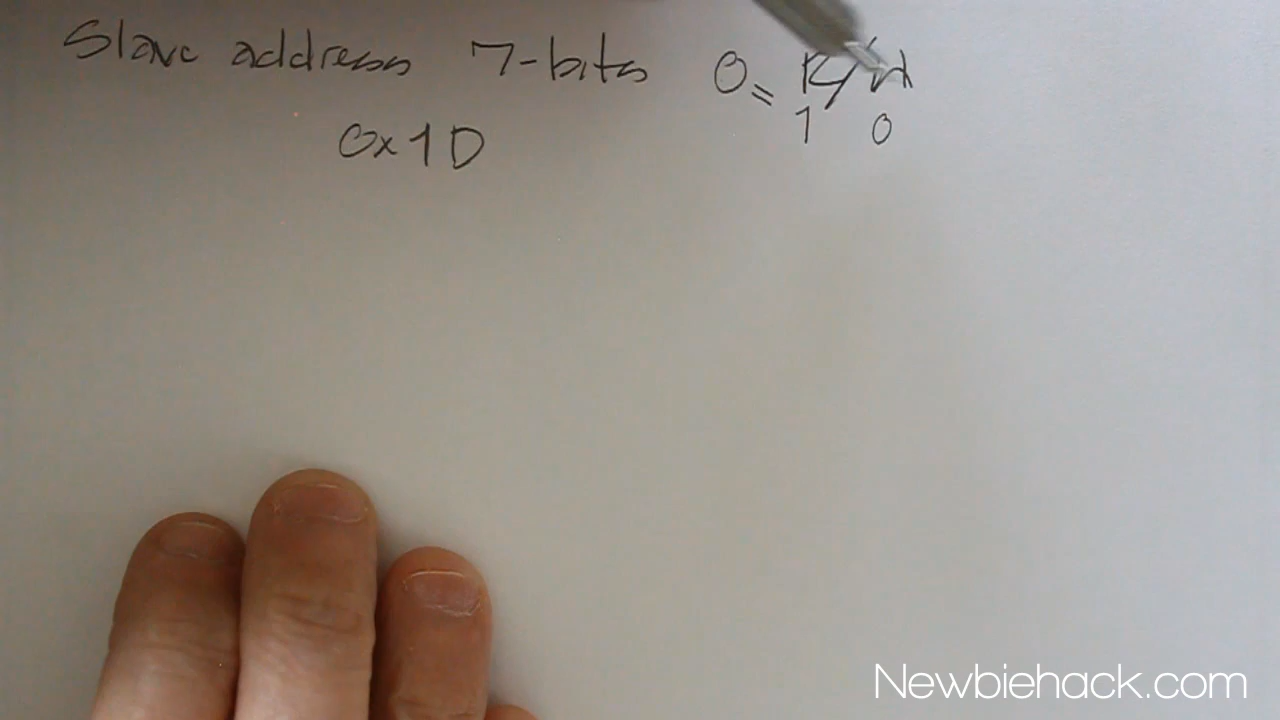 Slave address 7-bits 0 = R/W
0x1D 1 0
Newbiehack.com